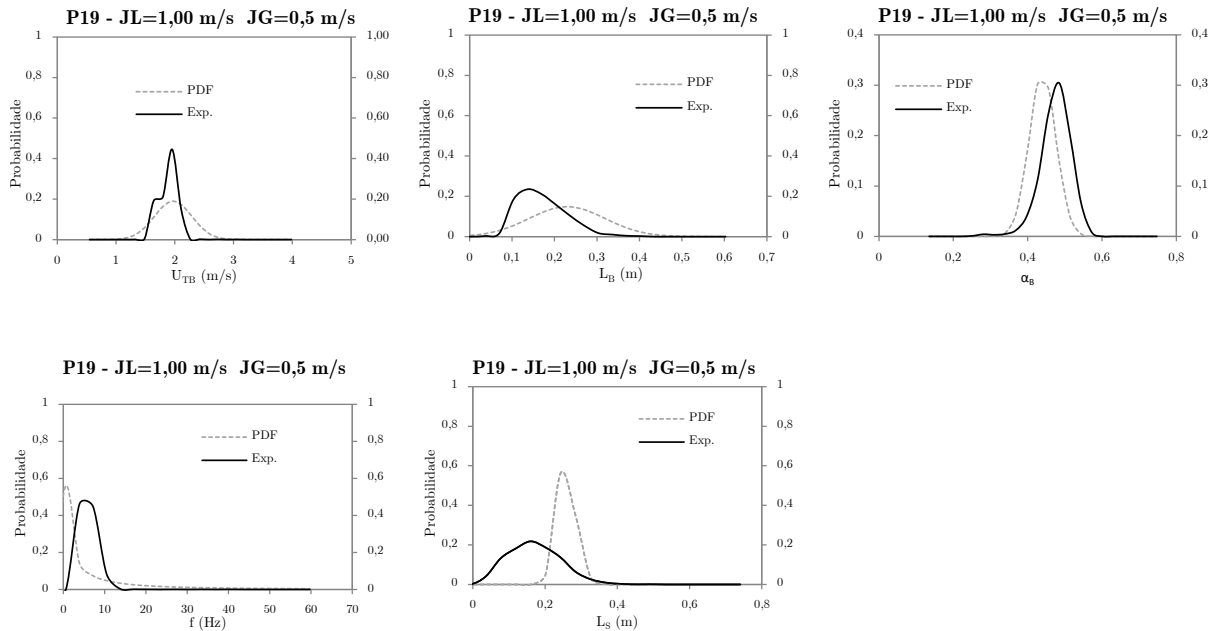 P19 - JL=1,00 m/s JG=0,5 m/s
1 1,00
0,8 0,80
0,6 0,60
0,4 0,40
0,2 0,20
0 0,00
0 1 2 3 4 5
Probabilidade
U_TB (m/s)
PDF
Exp.
P19 - JL=1,00 m/s JG=0,5 m/s
1 1
0,8 0,8
0,6 0,6
0,4 0,4
0,2 0,2
0 0
0 0,1 0,2 0,3 0,4 0,5 0,6 0,7
Probabilidade
L_B (m)
PDF
Exp.
P19 - JL=1,00 m/s JG=0,5 m/s
0,4 0,4
0,3 0,3
0,2 0,2
0,1 0,1
0 0
0 0,2 0,4 0,6 0,8
Probabilidade
α_B
PDF
Exp.
P19 - JL=1,00 m/s JG=0,5 m/s
1 1
0,8 0,8
0,6 0,6
0,4 0,4
0,2 0,2
0 0
0 10 20 30 40 50 60 70
Probabilidade
f (Hz)
PDF
Exp.
P19 - JL=1,00 m/s JG=0,5 m/s
1 1
0,8 0,8
0,6 0,6
0,4 0,4
0,2 0,2
0 0
0 0,2 0,4 0,6 0,8
Probabilidade
L_S (m)
PDF
Exp.